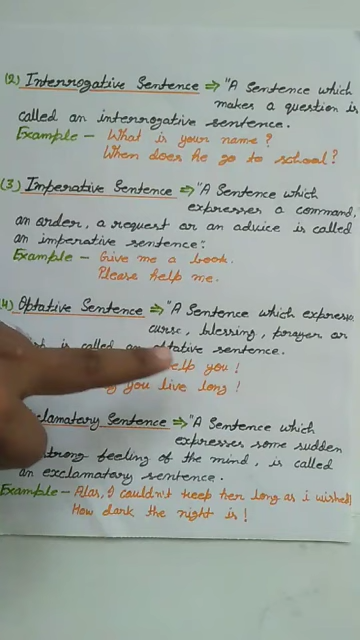 (2) Interrogative Sentence ⇒ "A Sentence which
makes a question is
called an interrogative sentence.
Example – What is your name?
When does he go to school?
(3) Imperative Sentence ⇒ "A Sentence which
expresses a command,
an order, a request or an advice is called
an imperative sentence".
Example – Give me a book.
Please help me.
Optative Sentence ⇒ "A Sentence which
curse, blessing, prayer or
is called an optative sentence.
help you!
you live long!
Sentence ⇒ "A Sentence which
expresses some sudden
strong feeling of the mind, is called
an exclamatory sentence.
Example – Alas, I couldn't keep her long as i wished!
How dark the night is!